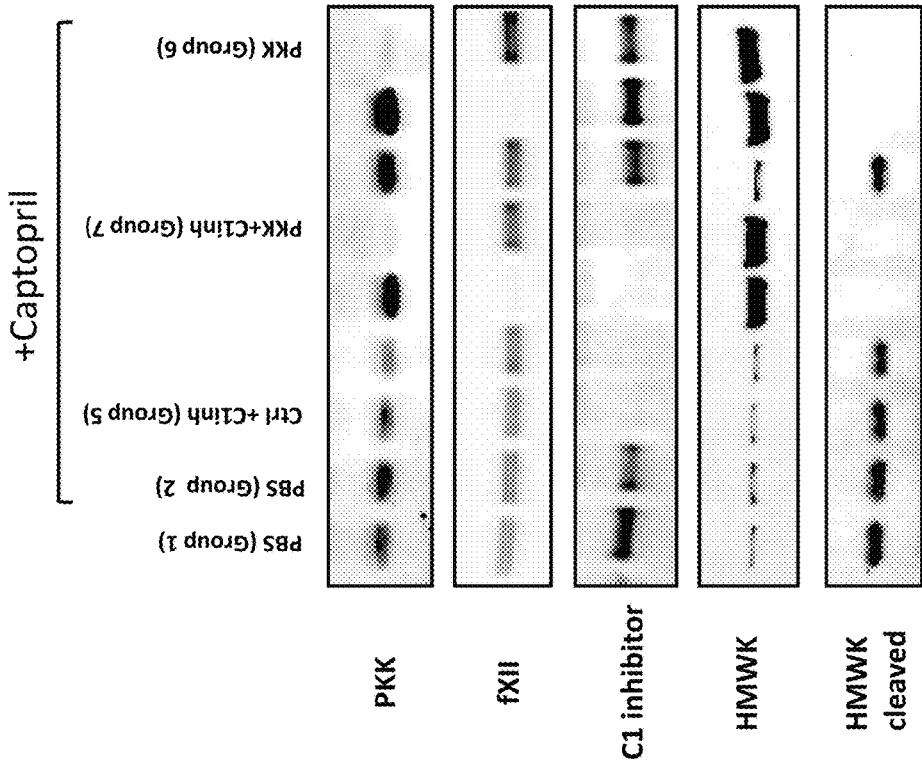 +Captopril
PBS (Group 1)
PBS (Group 2)
Ctrl +C1inh (Group 5)
PKK+C1inh (Group 7)
PKK (Group 6)
PKK
fXII
C1 inhibitor
HMWK
HMWK
cleaved